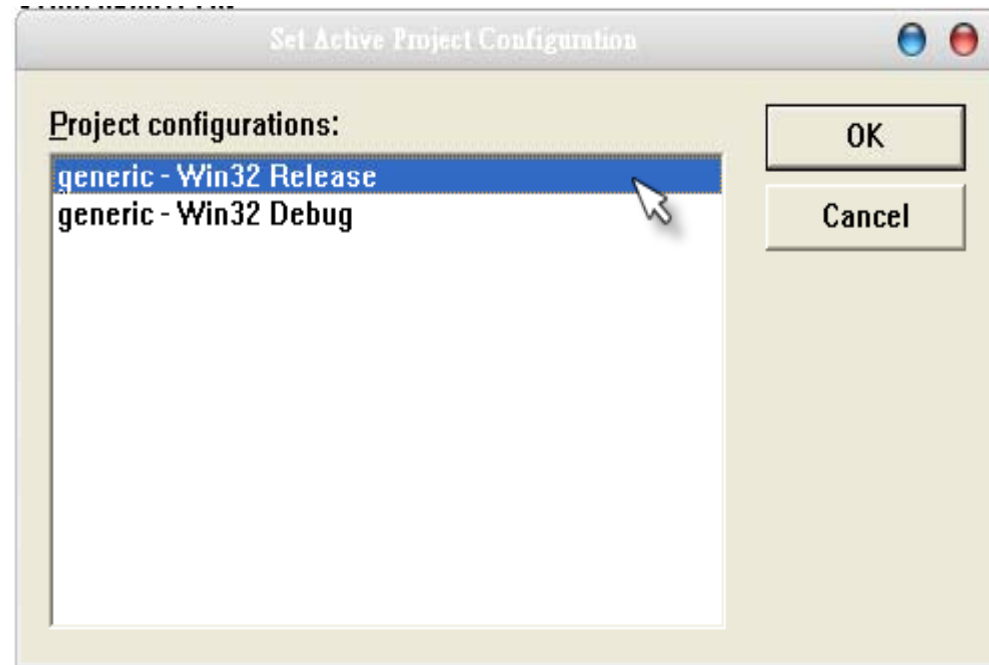 Set Active Project Configuration
Project configurations:
generic - Win32 Release
generic - Win32 Debug
OK
Cancel